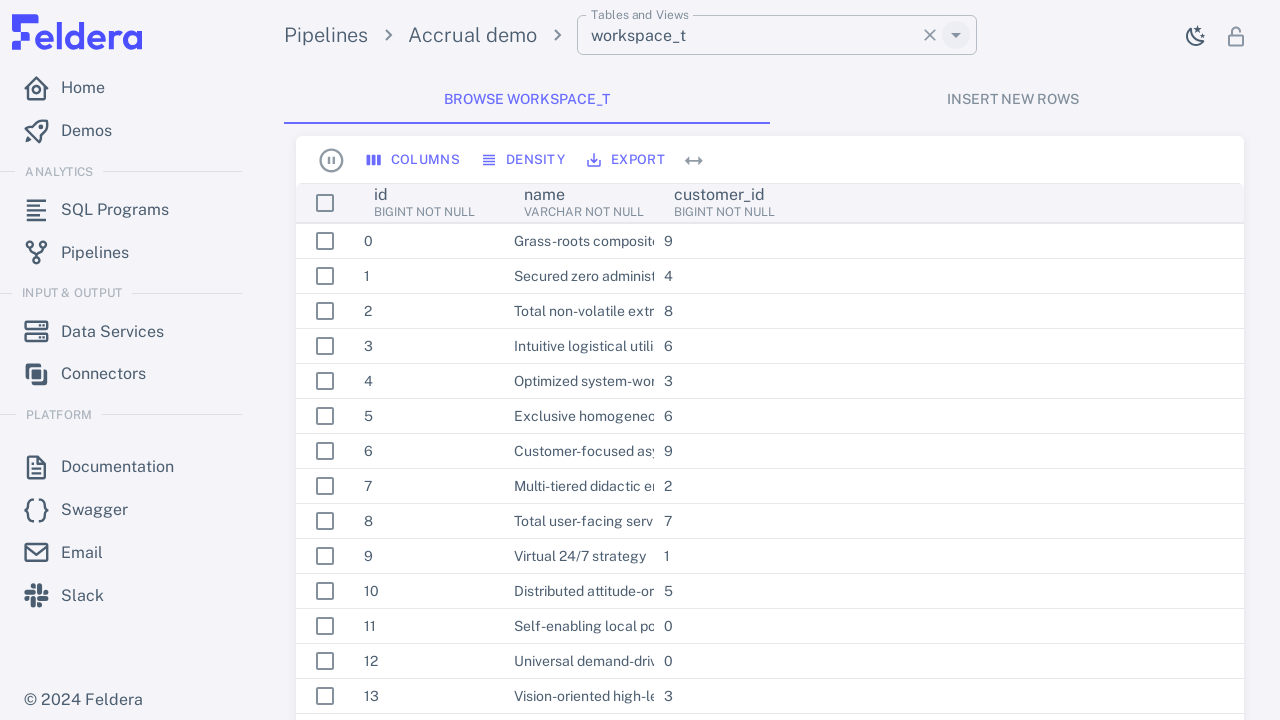 Feldera
Home
Demos
ANALYTICS
SQL Programs
Pipelines
INPUT & OUTPUT
Data Services
Connectors
PLATFORM
Documentation
Swagger
Email
Slack
© 2024 Feldera
Pipelines > Accrual demo >
Tables and Views
workspace_t
BROWSE WORKSPACE_T INSERT NEW ROWS
COLUMNS DENSITY EXPORT
id name customer_id
BIGINT NOT NULL VARCHAR NOT NULL BIGINT NOT NULL
0 Grass-roots composit 9
1 Secured zero administ 4
2 Total non-volatile extr 8
3 Intuitive logistical utili 6
4 Optimized system-wor 3
5 Exclusive homogeneo 6
6 Customer-focused as 9
7 Multi-tiered didactic e 2
8 Total user-facing serv 7
9 Virtual 24/7 strategy 1
10 Distributed attitude-or 5
11 Self-enabling local po 0
12 Universal demand-driv 0
13 Vision-oriented high-le 3